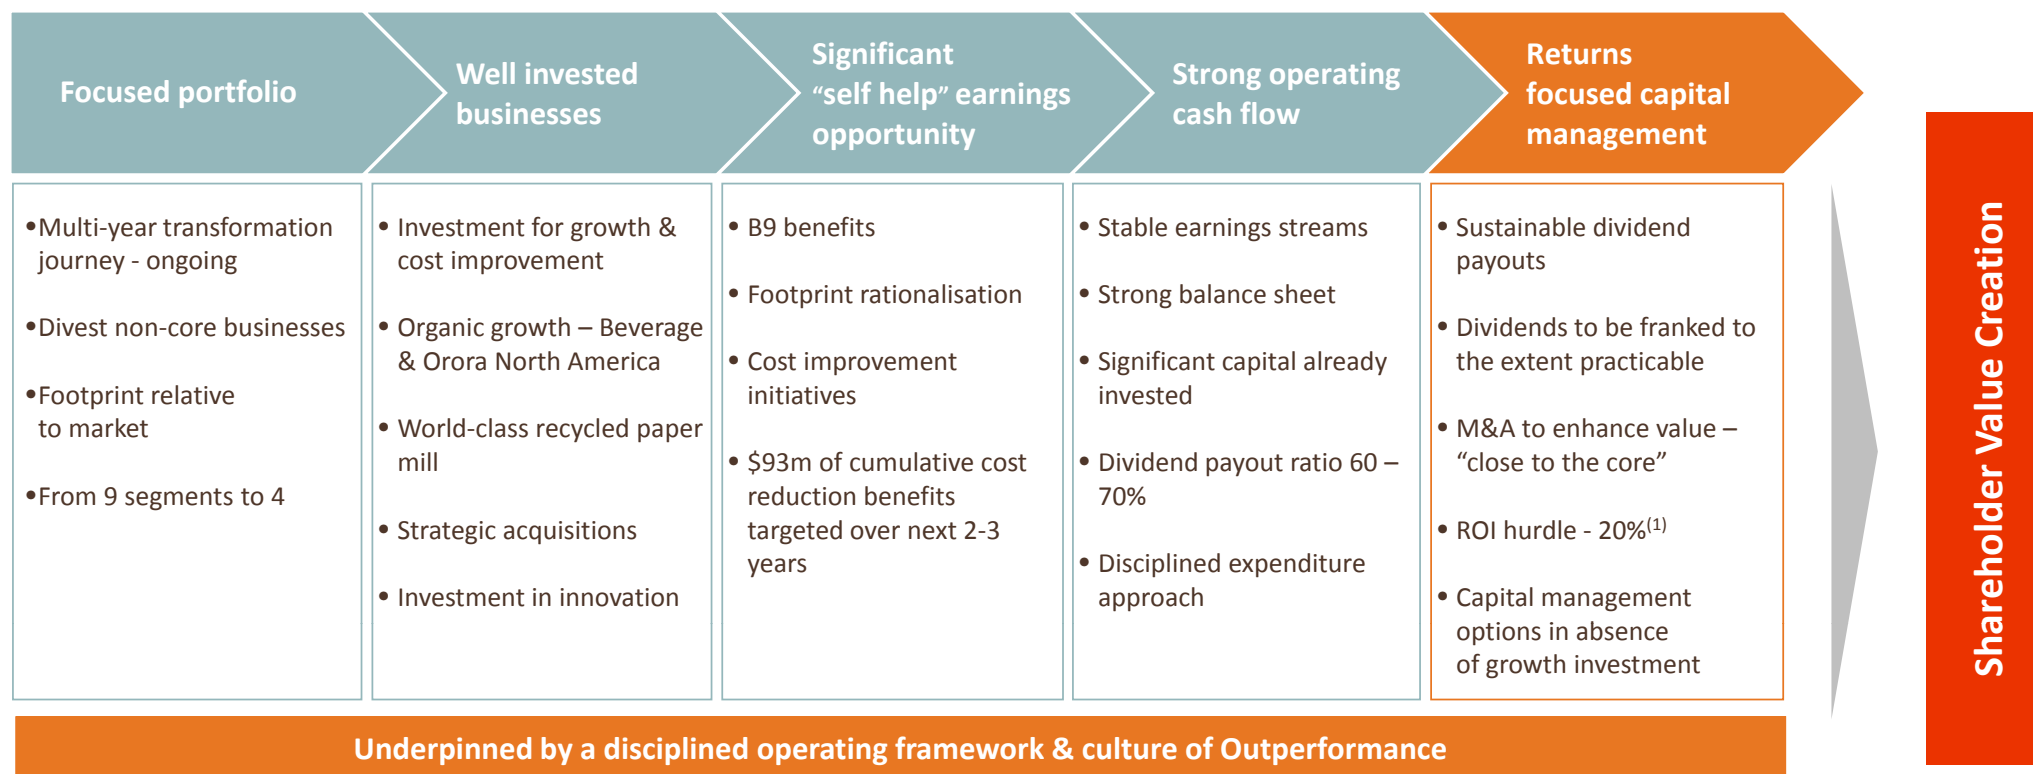 Focused portfolio
Well invested
businesses
Significant
“self help” earnings
opportunity
Strong operating
cash flow
Returns
focused capital
management
•Multi-year transformation
journey - ongoing
•Divest non-core businesses
•Footprint relative
to market
•From 9 segments to 4
• Investment for growth &
cost improvement
• Organic growth – Beverage
& Orora North America
• World-class recycled paper
mill
• Strategic acquisitions
• Investment in innovation
• B9 benefits
• Footprint rationalisation
• Cost improvement
initiatives
• $93m of cumulative cost
reduction benefits
targeted over next 2-3
years
• Stable earnings streams
• Strong balance sheet
• Significant capital already
invested
• Dividend payout ratio 60 –
70%
• Disciplined expenditure
approach
• Sustainable dividend
payouts
• Dividends to be franked to
the extent practicable
• M&A to enhance value –
“close to the core”
• ROI hurdle - 20%(1)
• Capital management
options in absence
of growth investment
Shareholder Value Creation
Underpinned by a disciplined operating framework & culture of Outperformance